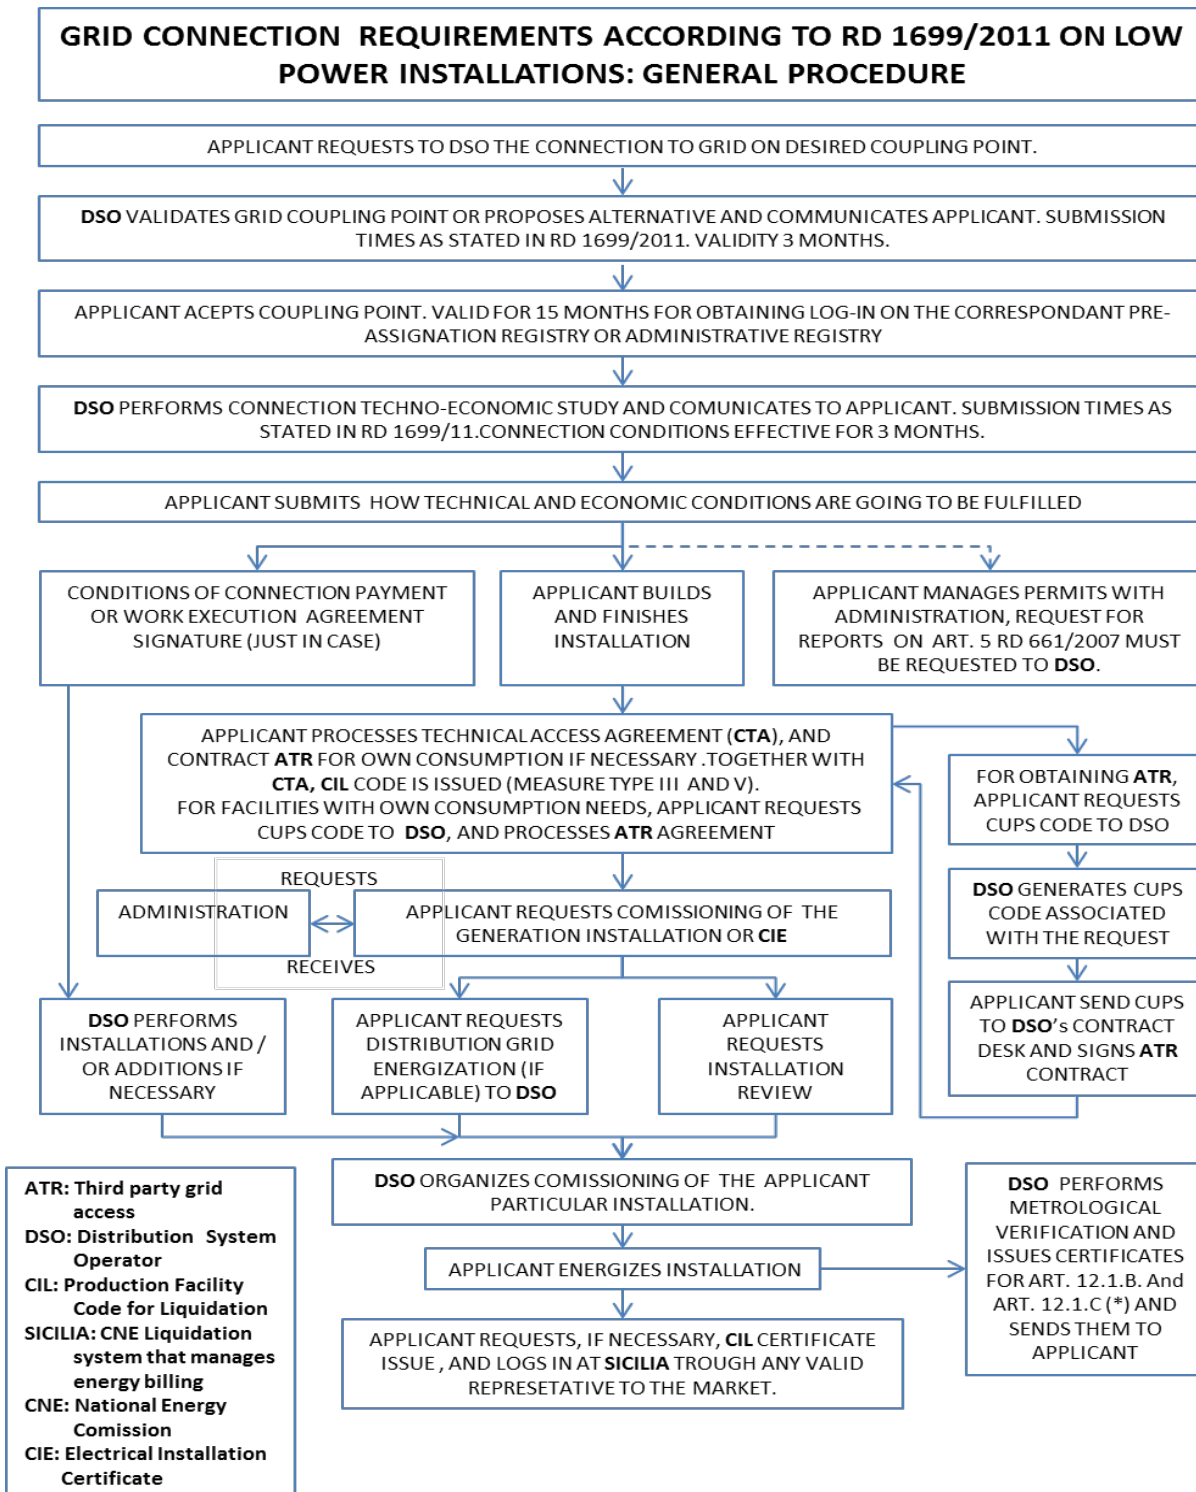 GRID CONNECTION REQUIREMENTS ACCORDING TO RD 1699/2011 ON LOW
POWER INSTALLATIONS: GENERAL PROCEDURE
APPLICANT REQUESTS TO DSO THE CONNECTION TO GRID ON DESIRED COUPLING POINT.
DSO VALIDATES GRID COUPLING POINT OR PROPOSES ALTERNATIVE AND COMMUNICATES APPLICANT. SUBMISSION
TIMES AS STATED IN RD 1699/2011. VALIDITY 3 MONTHS.
APPLICANT ACEPTS COUPLING POINT. VALID FOR 15 MONTHS FOR OBTAINING LOG-IN ON THE CORRESPONDANT PRE-
ASSIGNATION REGISTRY OR ADMINISTRATIVE REGISTRY
DSO PERFORMS CONNECTION TECHNO-ECONOMIC STUDY AND COMUNICATES TO APPLICANT. SUBMISSION TIMES AS
STATED IN RD 1699/11.CONNECTION CONDITIONS EFFECTIVE FOR 3 MONTHS.
APPLICANT SUBMITS HOW TECHNICAL AND ECONOMIC CONDITIONS ARE GOING TO BE FULFILLED
CONDITIONS OF CONNECTION PAYMENT
OR WORK EXECUTION AGREEMENT
SIGNATURE (JUST IN CASE)
APPLICANT BUILDS
AND FINISHES
INSTALLATION
APPLICANT MANAGES PERMITS WITH
ADMINISTRATION, REQUEST FOR
REPORTS ON ART. 5 RD 661/2007 MUST
BE REQUESTED TO DSO.
APPLICANT PROCESSES TECHNICAL ACCESS AGREEMENT (CTA), AND
CONTRACT ATR FOR OWN CONSUMPTION IF NECESSARY .TOGETHER WITH
CTA, CIL CODE IS ISSUED (MEASURE TYPE III AND V).
FOR FACILITIES WITH OWN CONSUMPTION NEEDS, APPLICANT REQUESTS
CUPS CODE TO DSO, AND PROCESSES ATR AGREEMENT
FOR OBTAINING ATR,
APPLICANT REQUESTS
CUPS CODE TO DSO
DSO GENERATES CUPS
CODE ASSOCIATED
WITH THE REQUEST
APPLICANT SEND CUPS
TO DSO's CONTRACT
DESK AND SIGNS ATR
CONTRACT
REQUESTS
ADMINISTRATION
RECEIVES
APPLICANT REQUESTS COMISSIONING OF THE
GENERATION INSTALLATION OR CIE
DSO PERFORMS
INSTALLATIONS AND /
OR ADDITIONS IF
NECESSARY
APPLICANT REQUESTS
DISTRIBUTION GRID
ENERGIZATION (IF
APPLICABLE) TO DSO
APPLICANT
REQUESTS
INSTALLATION
REVIEW
DSO ORGANIZES COMISSIONING OF THE APPLICANT
PARTICULAR INSTALLATION.
APPLICANT ENERGIZES INSTALLATION
DSO PERFORMS
METROLOGICAL
VERIFICATION AND
ISSUES CERTIFICATES
FOR ART. 12.1.B. And
ART. 12.1.C (*) AND
SENDS THEM TO
APPLICANT
APPLICANT REQUESTS, IF NECESSARY, CIL CERTIFICATE
ISSUE , AND LOGS IN AT SICILIA TROUGH ANY VALID
REPRESETATIVE TO THE MARKET.
ATR: Third party grid
access
DSO: Distribution System
Operator
CIL: Production Facility
Code for Liquidation
SICILIA: CNE Liquidation
system that manages
energy billing
CNE: National Energy
Comission
CIE: Electrical Installation
Certificate